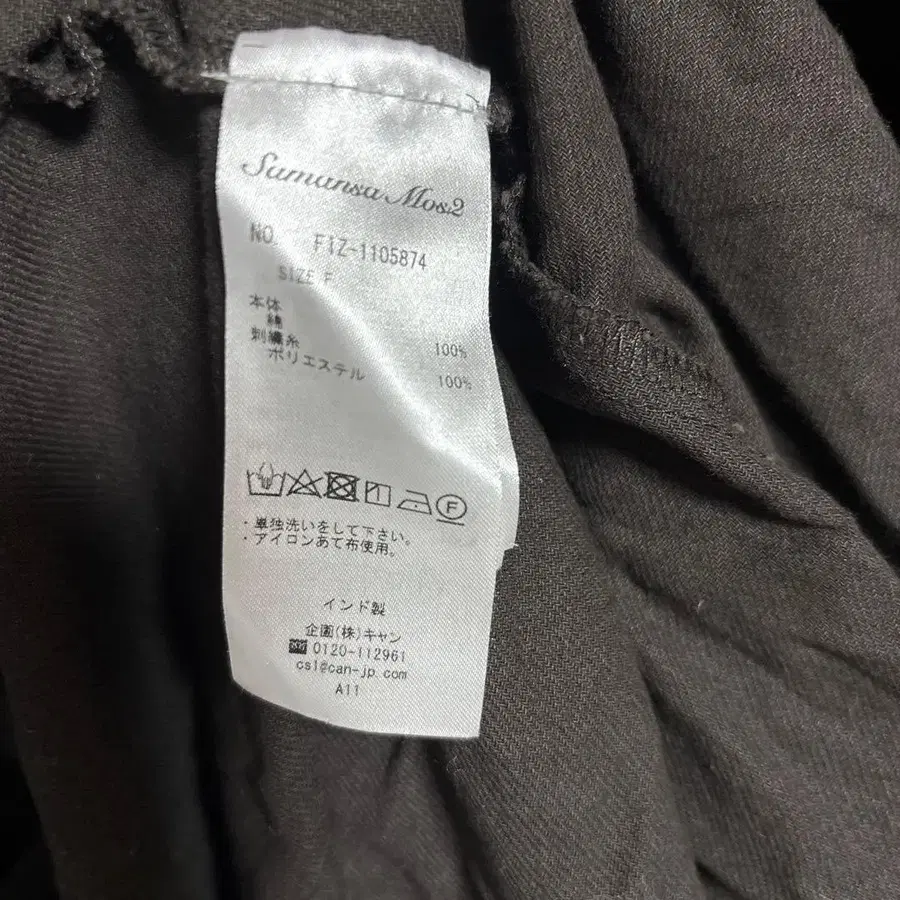 Samansa Mos2
NO. FIZ-1105874
SIZE F
本体
綿 100%
刺繍糸
ポリエステル 100%
F
・単独洗いをして下さい。
・アイロンあて布使用。
インド製
企画(株)キャン
0120-112961
cs1@can-jp.com
A11